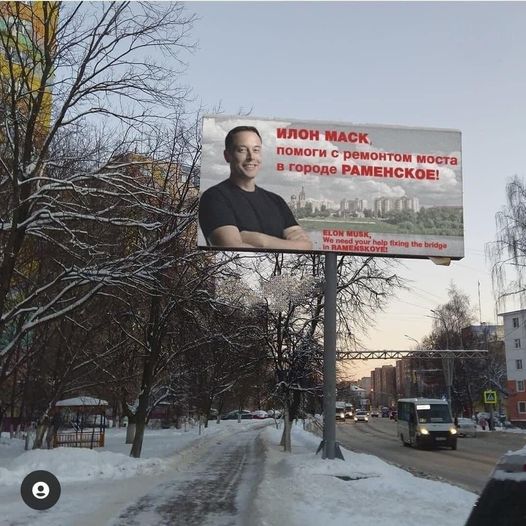 ИЛОН МАСК,
помоги с ремонтом моста
в городе РАМЕНСКОЕ!
ELON MUSK,
We need your help fixing the bridge
in RAMENSKOYE!